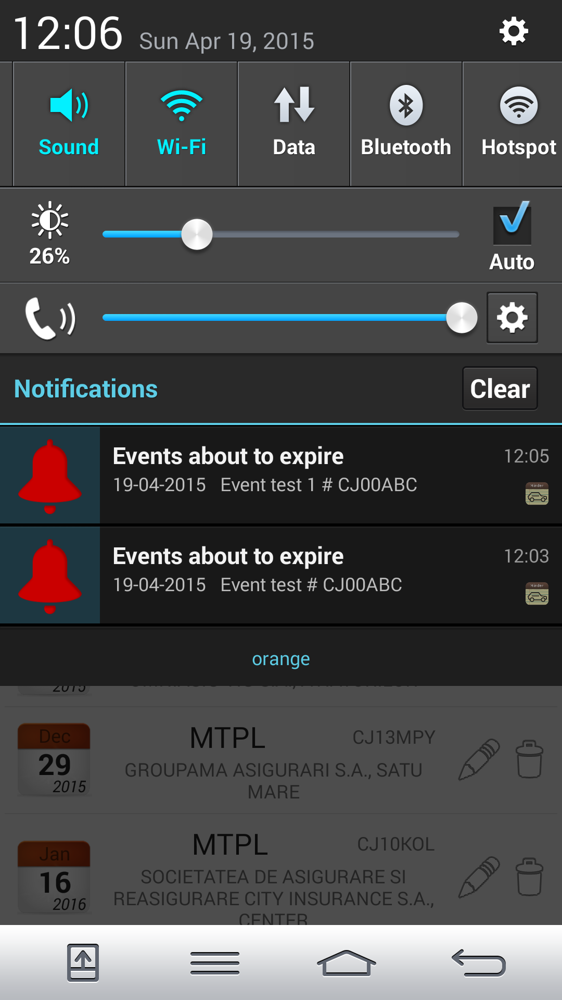 12:06 Sun Apr 19, 2015
Sound Wi-Fi Data Bluetooth Hotspot
26% Auto
Notifications Clear
Events about to expire 12:05
19-04-2015 Event test 1 # CJ00ABC
Minder
Events about to expire 12:03
19-04-2015 Event test # CJ00ABC
Minder
orange
2015
Dec MTPL CJ13MPY
29 GROUPAMA ASIGURARI S.A., SATU
2015 MARE
Jan MTPL CJ10KOL
16 SOCIETATEA DE ASIGURARE SI
2016 REASIGURARE CITY INSURANCE S.A.,
CENTER